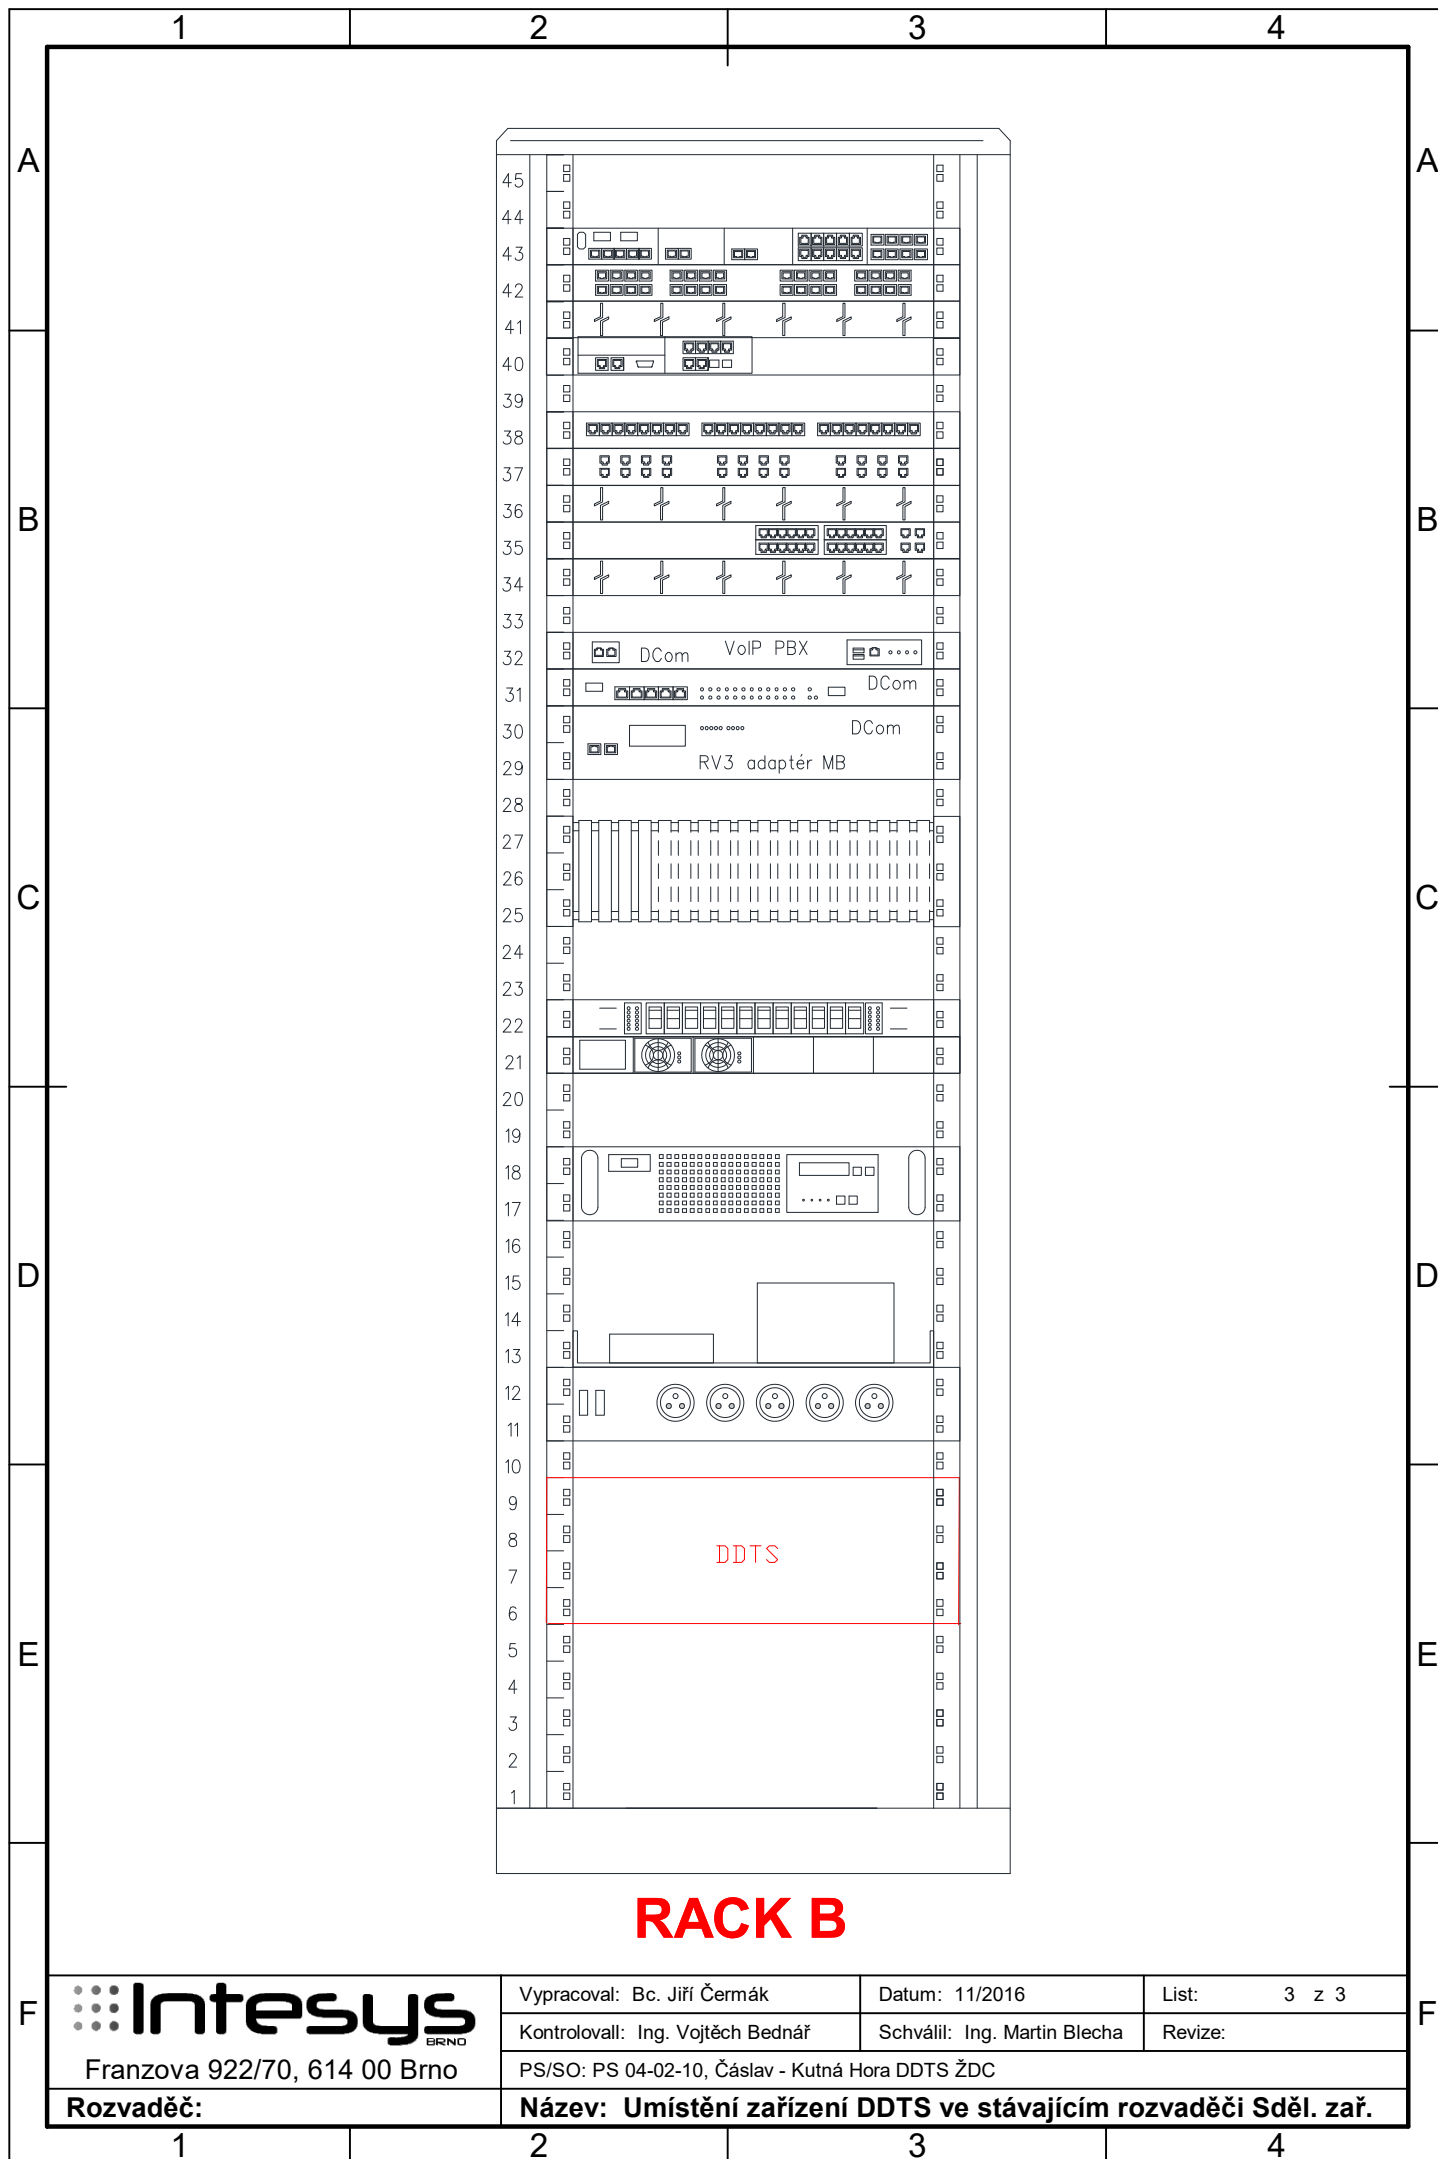 1 2 3 4
A A
45
44
43
42
41
40
39
38
37
36
B B
35
34
33
32 DCom VoIP PBX
31 DCom
30 DCom
29 RV3 adaptér MB
28
27
26
C C
25
24
23
22
21
20
19
18
17
16
D D
15
14
13
12
11
10
9
8
DDTS
7
6
E E
5
4
3
2
1
RACK B
F F
Intesys
BRNO
Franzova 922/70, 614 00 Brno
Vypracoval: Bc. Jiří Čermák Datum: 11/2016 List: 3 z 3
Kontrolovall: Ing. Vojtěch Bednář Schválil: Ing. Martin Blecha Revize:
PS/SO: PS 04-02-10, Čáslav - Kutná Hora DDTS ŽDC
Rozvaděč: Název: Umístění zařízení DDTS ve stávajícím rozvaděči Sděl. zař.
1 2 3 4